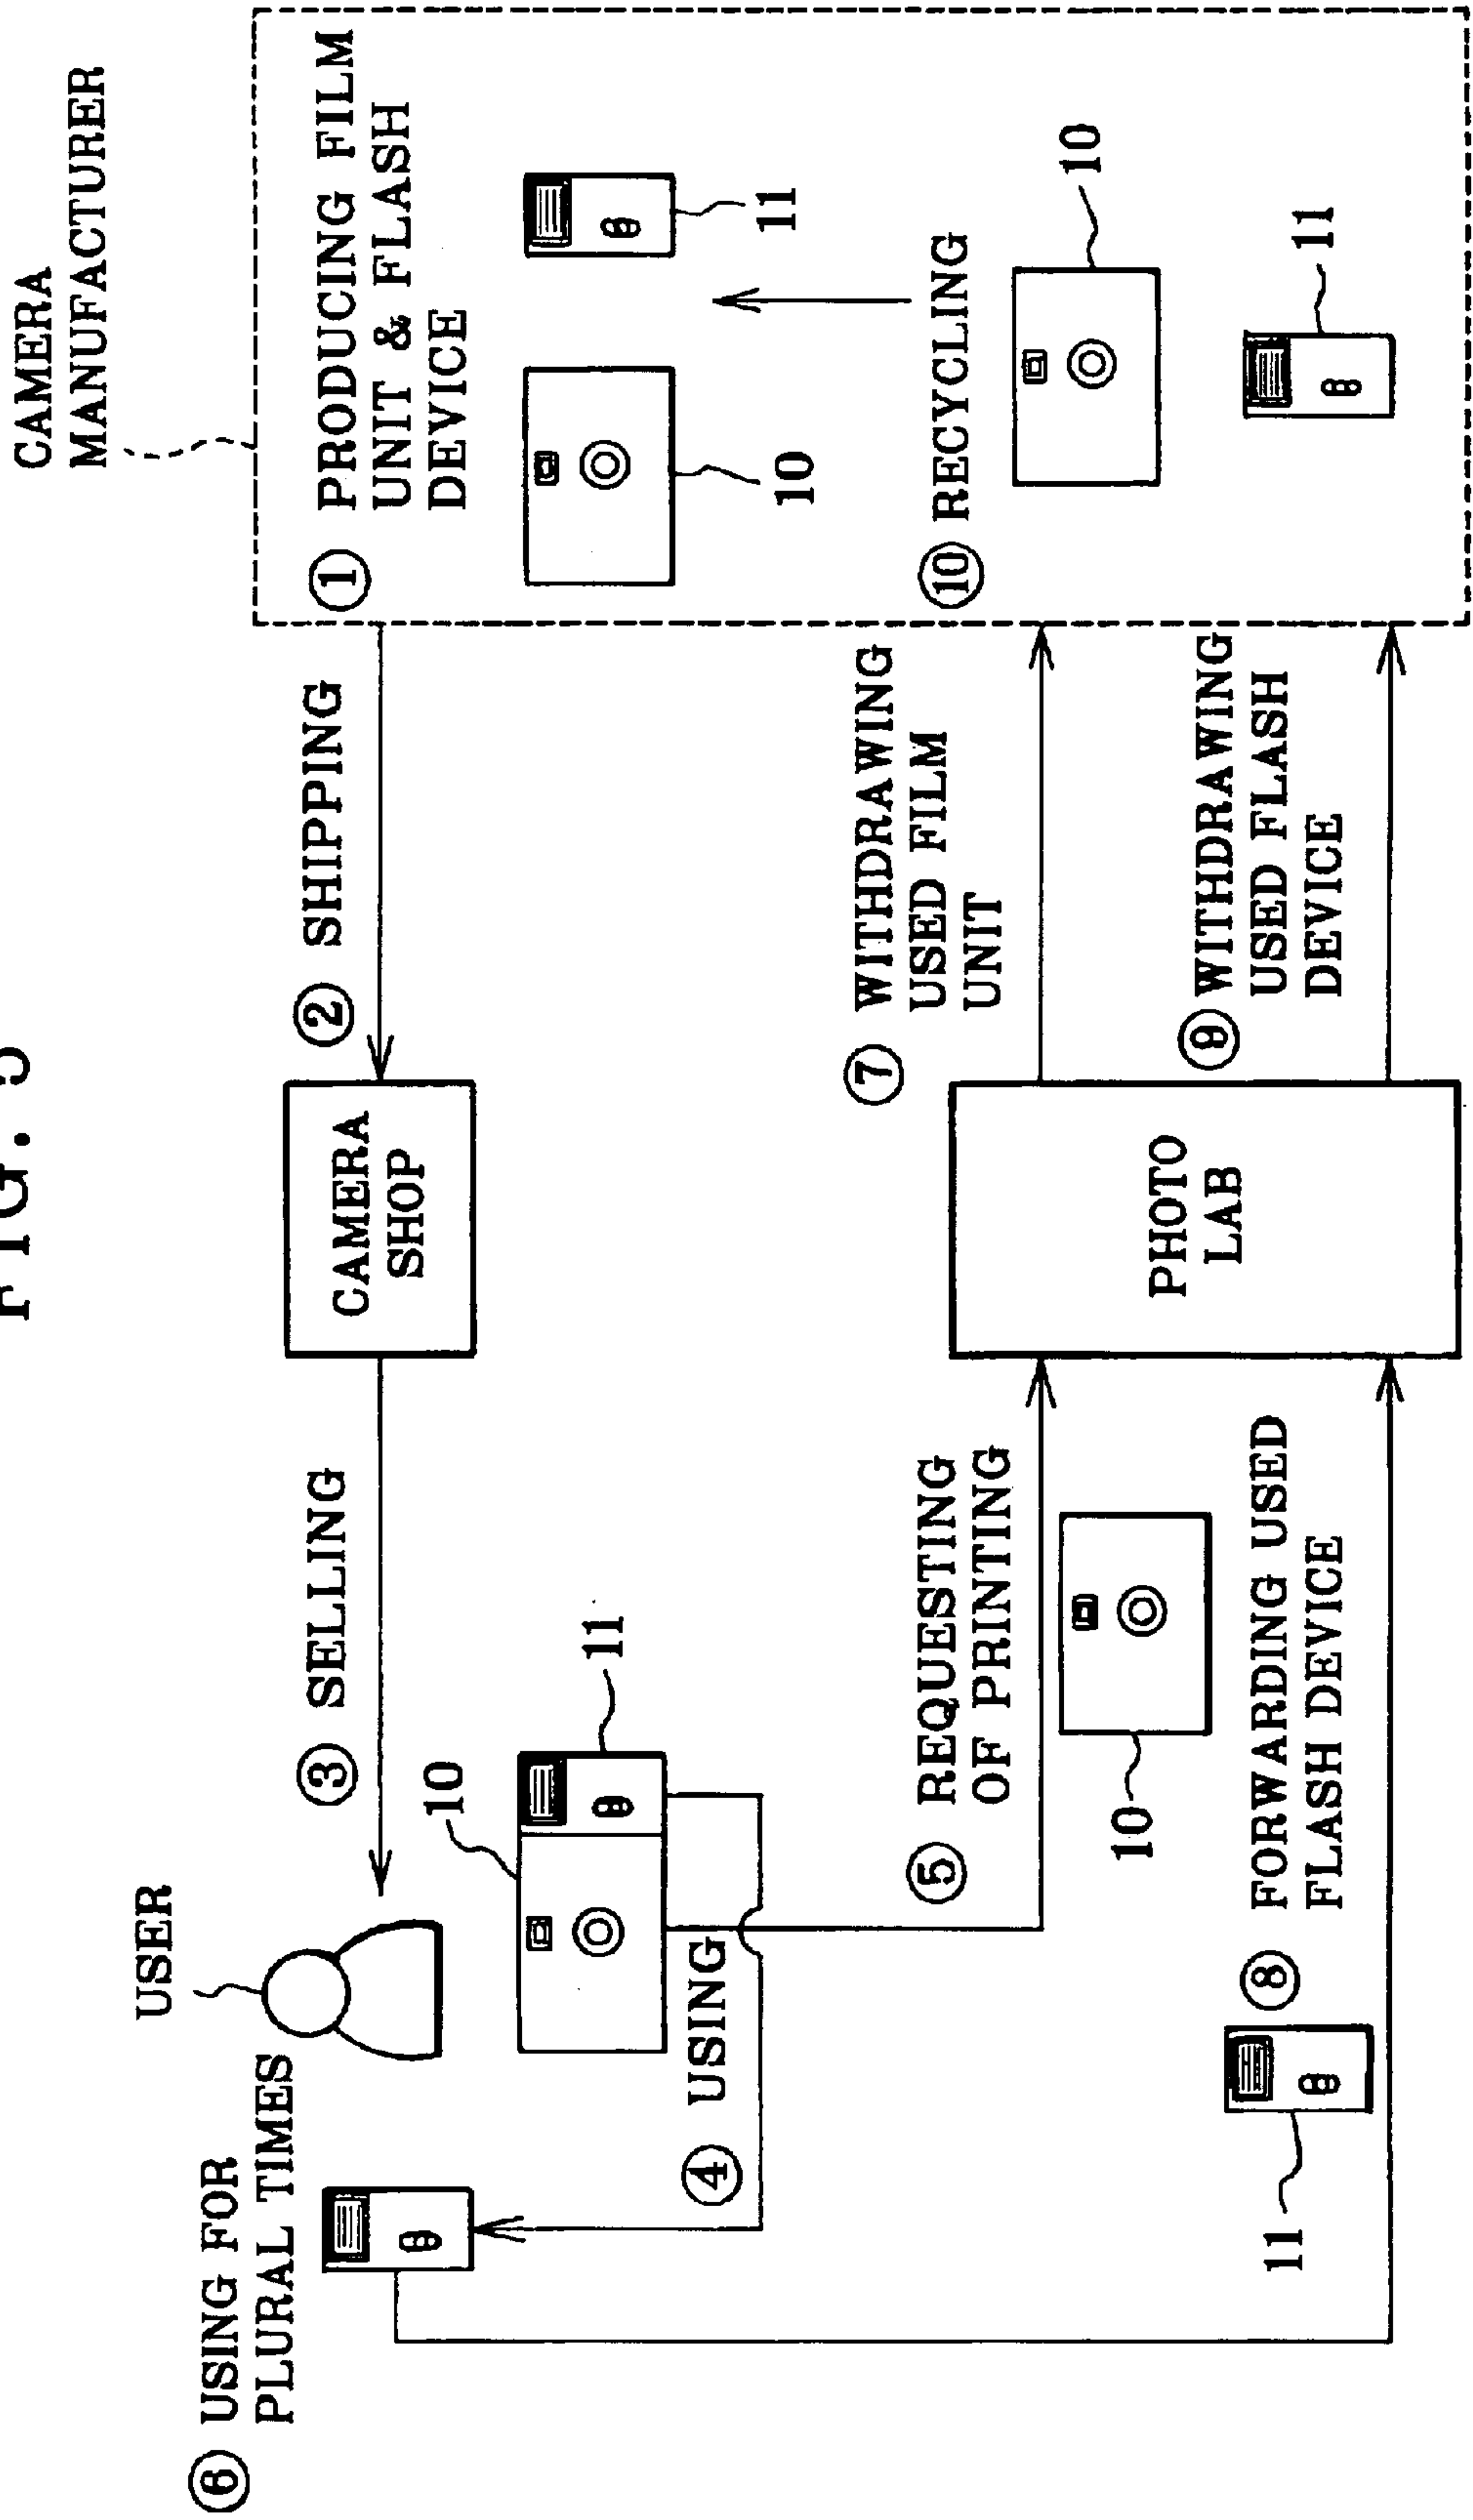 FIG. 5
CAMERA
MANUFACTURER
① PRODUCING FILM
UNIT & FLASH
DEVICE
10
11
⑩ RECYCLING
10
11
② SHIPPING
CAMERA
SHOP
③ SELLING
USER
10
11
④ USING
⑥ USING FOR
PLURAL TIMES
⑤ REQUESTING
OF PRINTING
10
⑧ FORWARDING USED
FLASH DEVICE
11
PHOTO
LAB
⑦ WITHDRAWING
USED FILM
UNIT
⑨ WITHDRAWING
USED FLASH
DEVICE